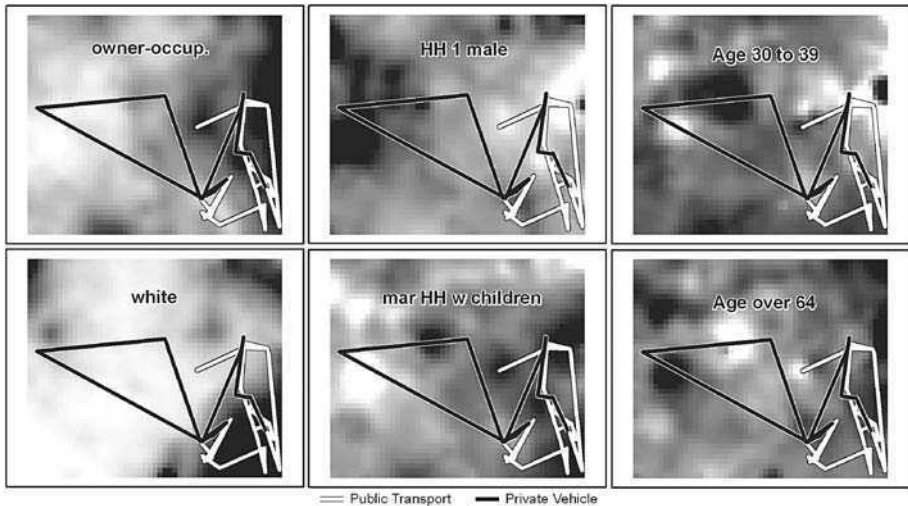 owner-occup.
HH 1 male
Age 30 to 39
white
mar HH w children
Age over 64
Public Transport
Private Vehicle